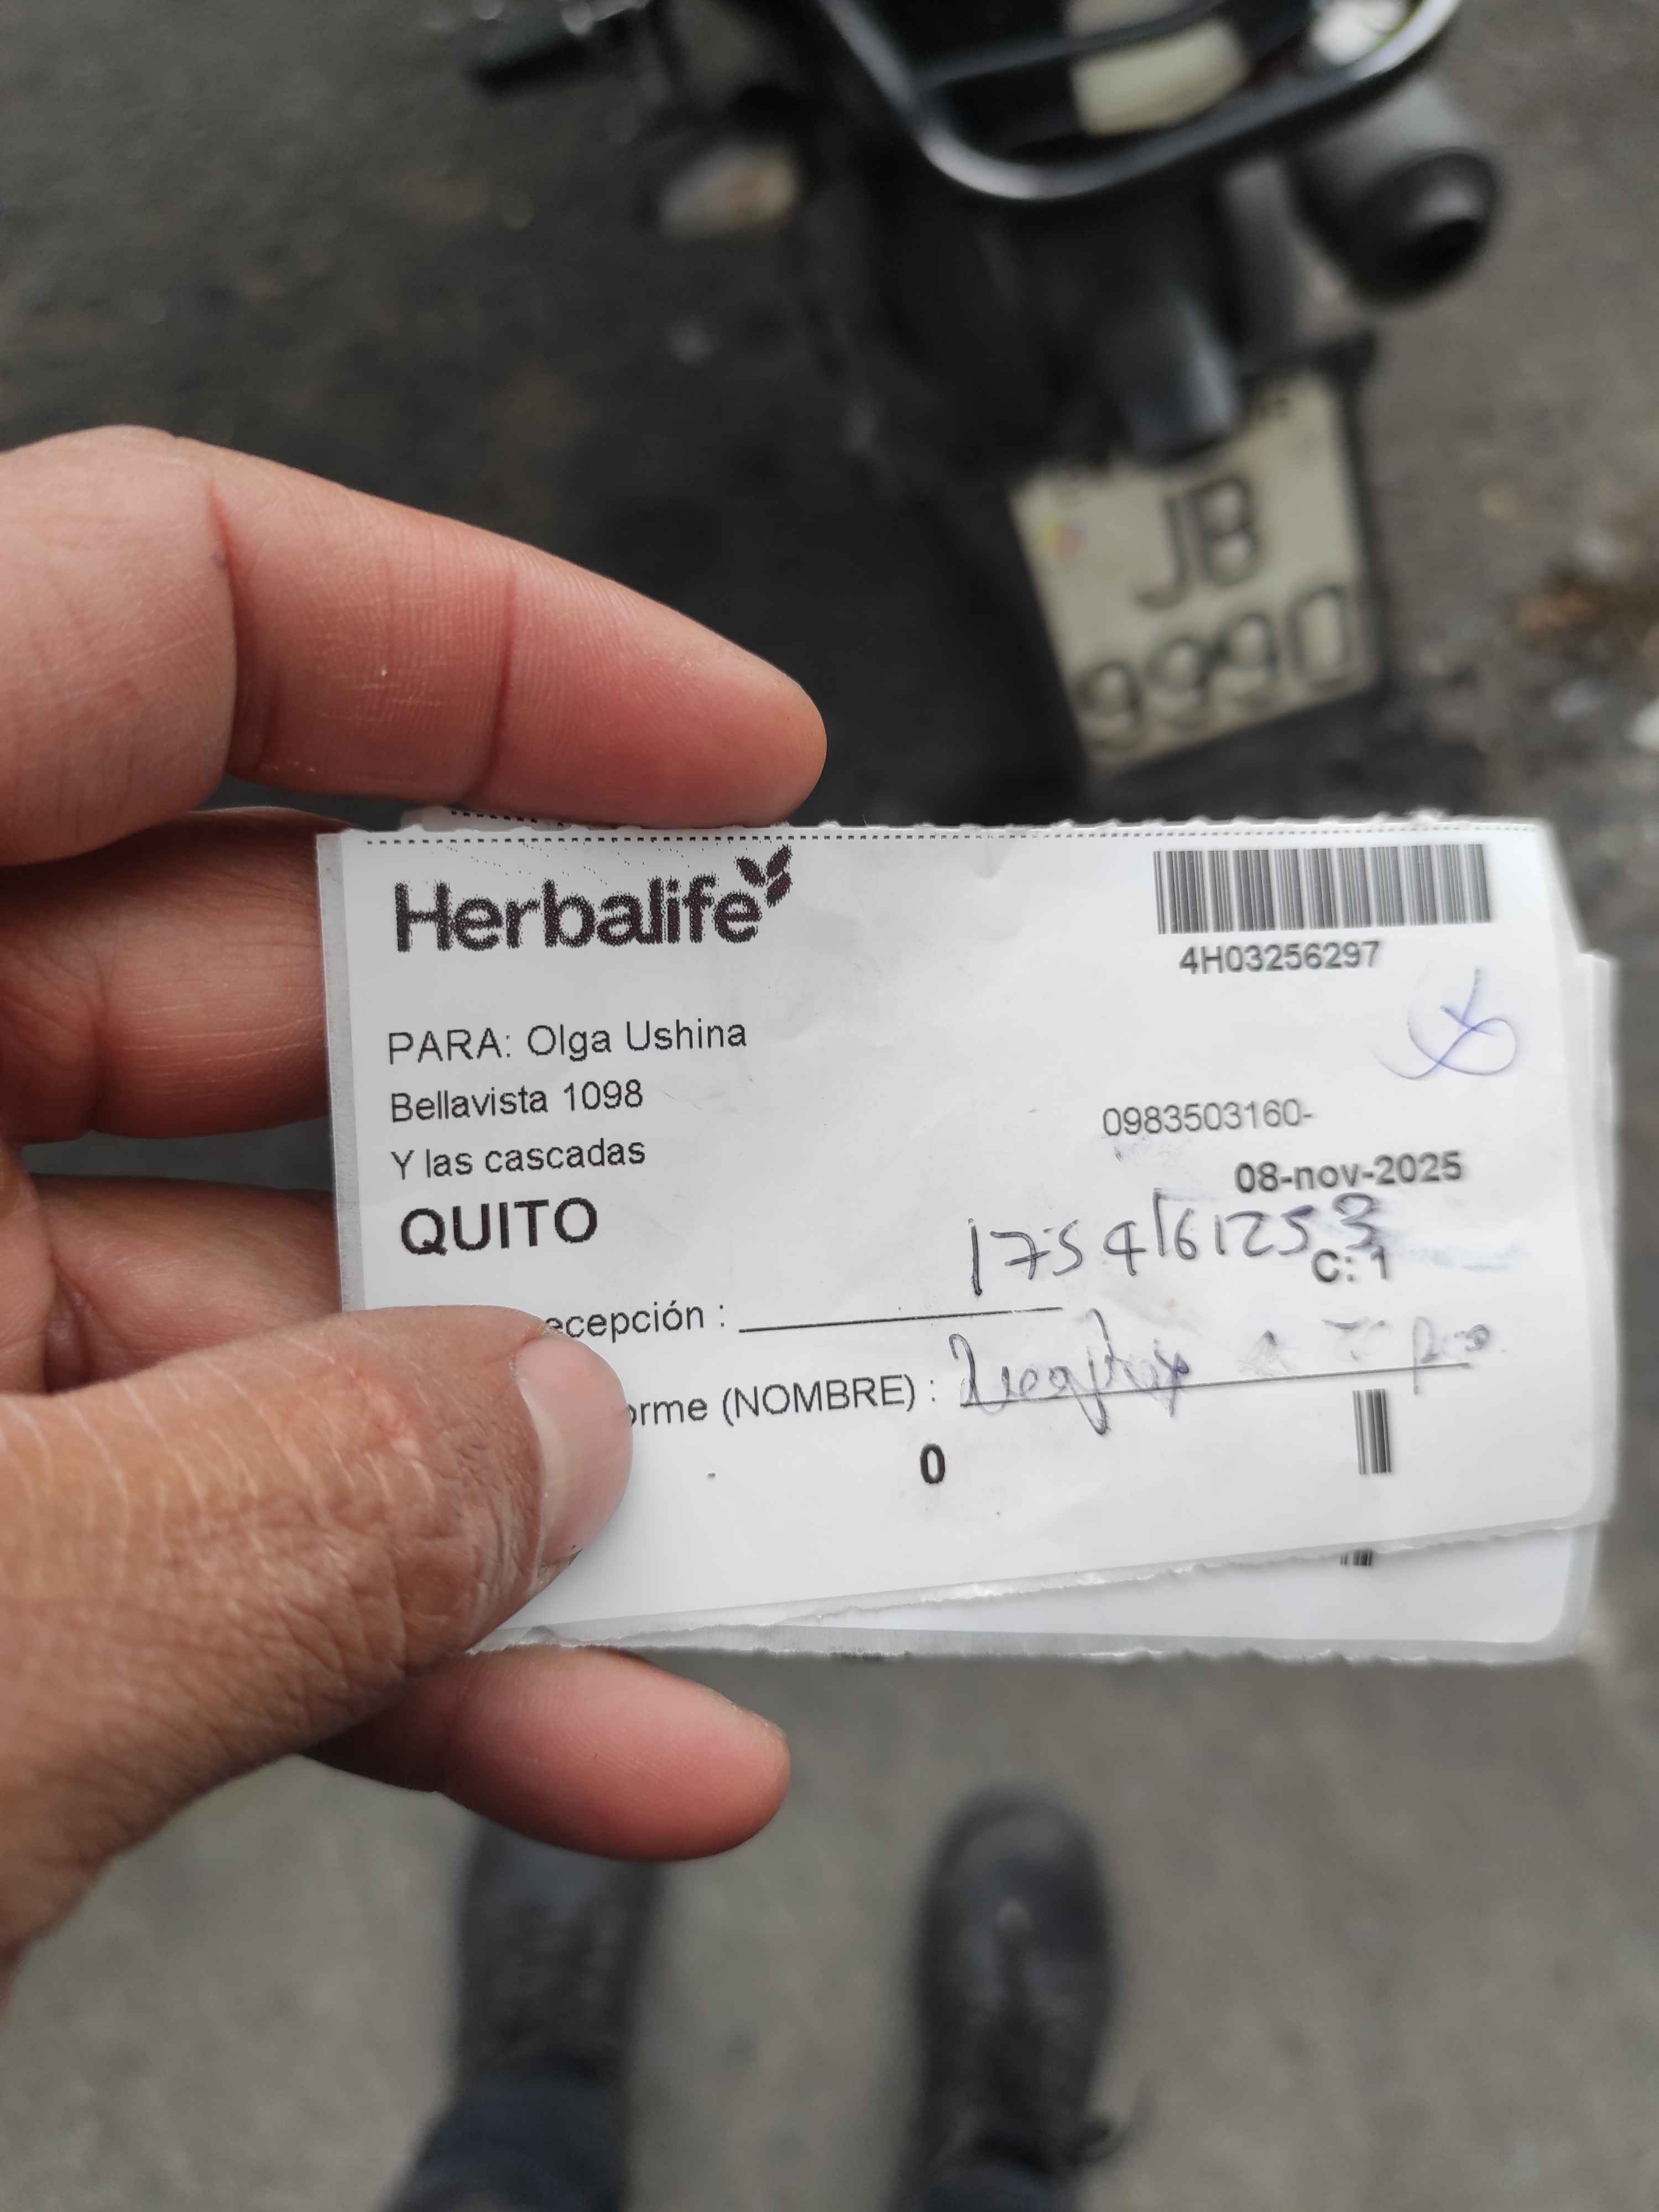 JB
9990
Herbalife
4H03256297
PARA: Olga Ushina
Bellavista 1098
0983503160-
Y las cascadas
08-nov-2025
QUITO
C: 1
ecepción :
orme (NOMBRE) :
0